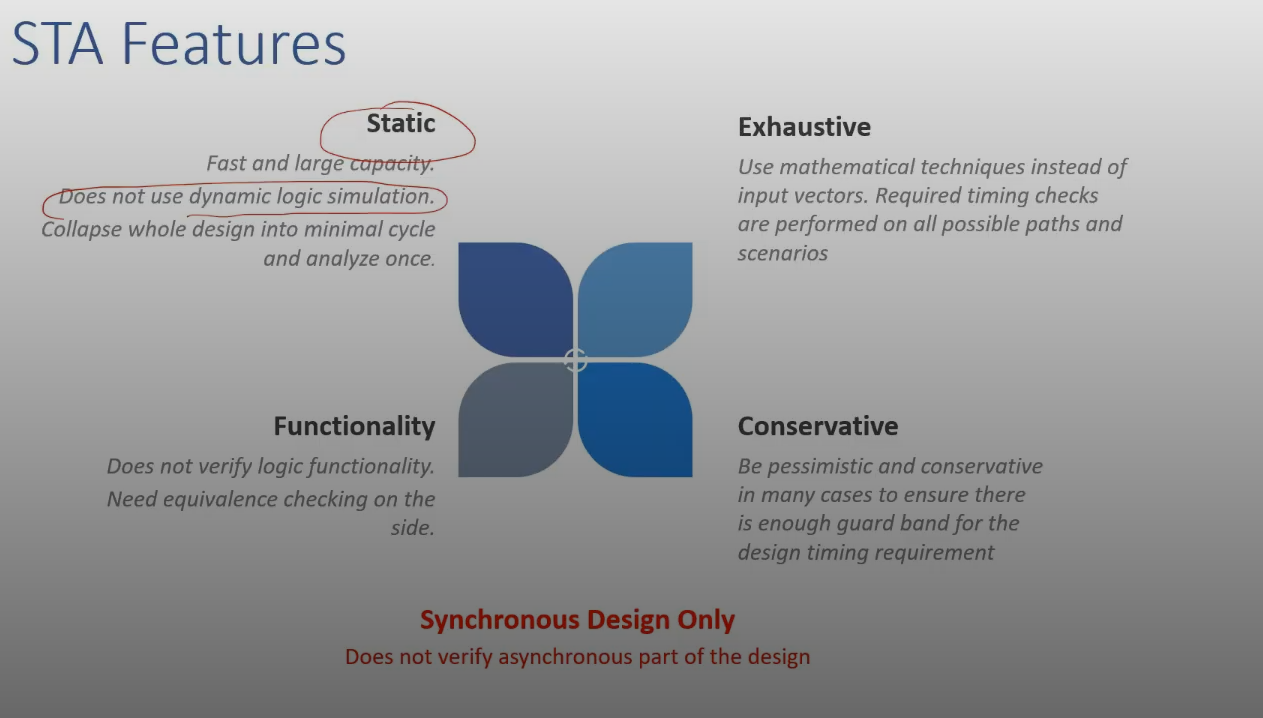 STA Features
Static
Fast and large capacity.
Does not use dynamic logic simulation.
Collapse whole design into minimal cycle
and analyze once.
Exhaustive
Use mathematical techniques instead of
input vectors. Required timing checks
are performed on all possible paths and
scenarios
Functionality
Does not verify logic functionality.
Need equivalence checking on the
side.
Conservative
Be pessimistic and conservative
in many cases to ensure there
is enough guard band for the
design timing requirement
Synchronous Design Only
Does not verify asynchronous part of the design